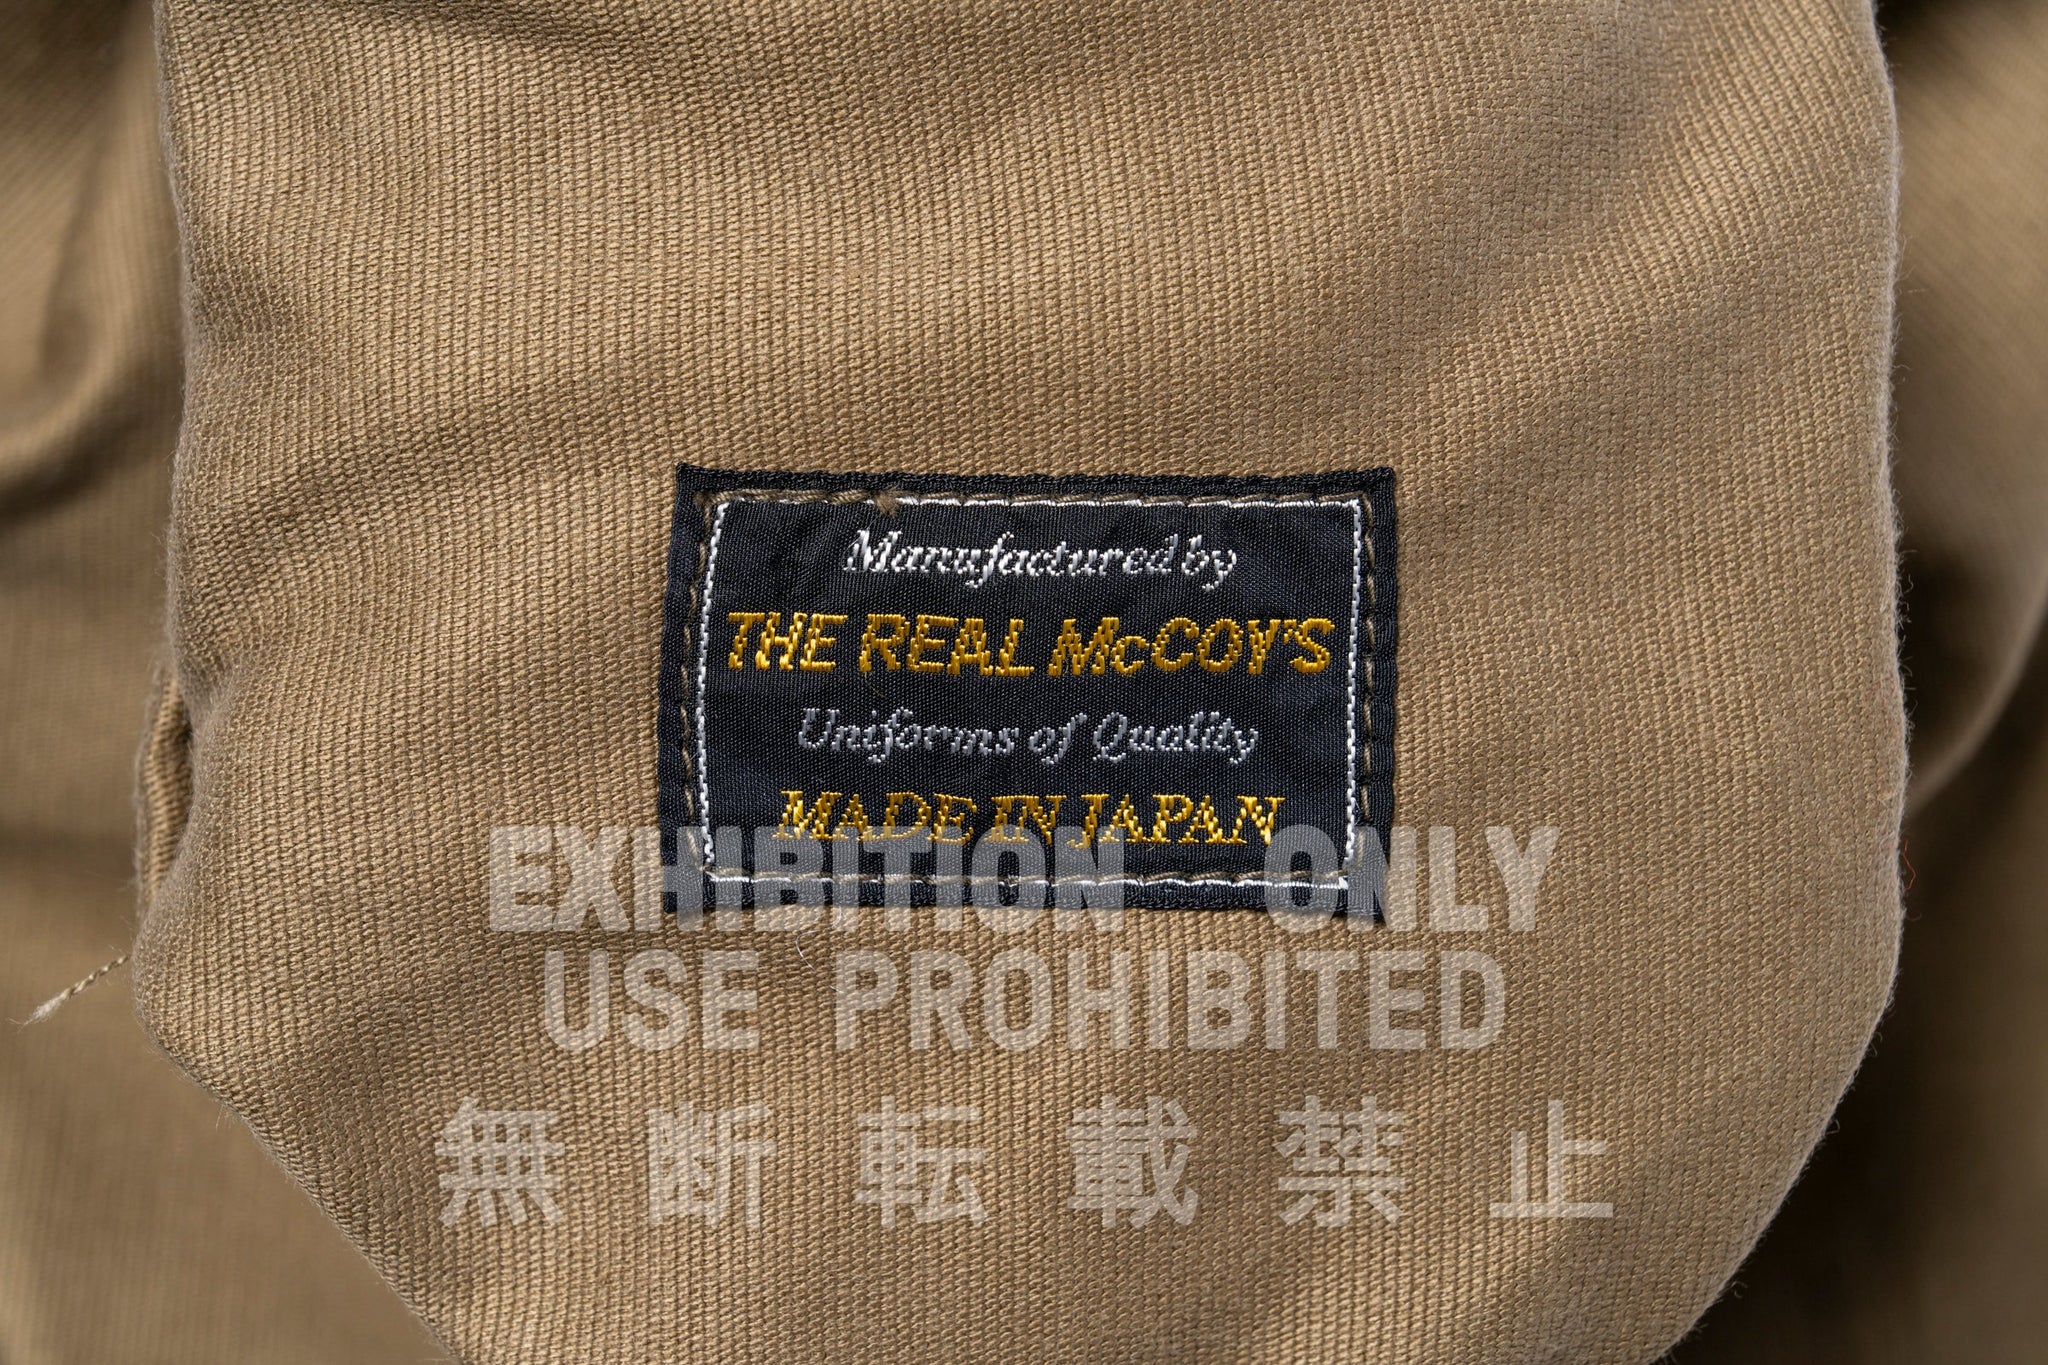 Manufactured by
THE REAL McCOY'S
Uniforms of Quality
MADE IN JAPAN
EXHIBITION ONLY
USE PROHIBITED
無断転載禁止